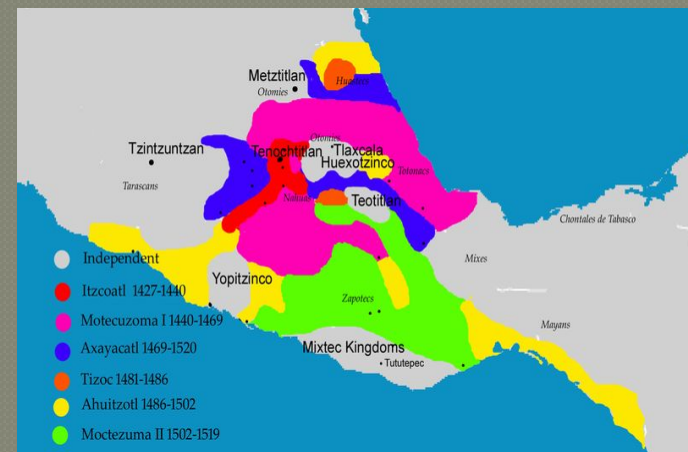 Metztitlan
Otomies
Huaxtecs
Tzintzuntzan
Tarascans
Otomies
Tenochtitlan
Tlaxcala
Huexotzinco
Totonacs
Nahuas
Teotitlan
Chontales de Tabasco
Mixes
Yopitzinco
Zapotecs
Mayans
Mixtec Kingdoms
Tututepec
Independent
Itzcoatl 1427-1440
Motecuzoma I 1440-1469
Axayacatl 1469-1520
Tizoc 1481-1486
Ahuitzotl 1486-1502
Moctezuma II 1502-1519